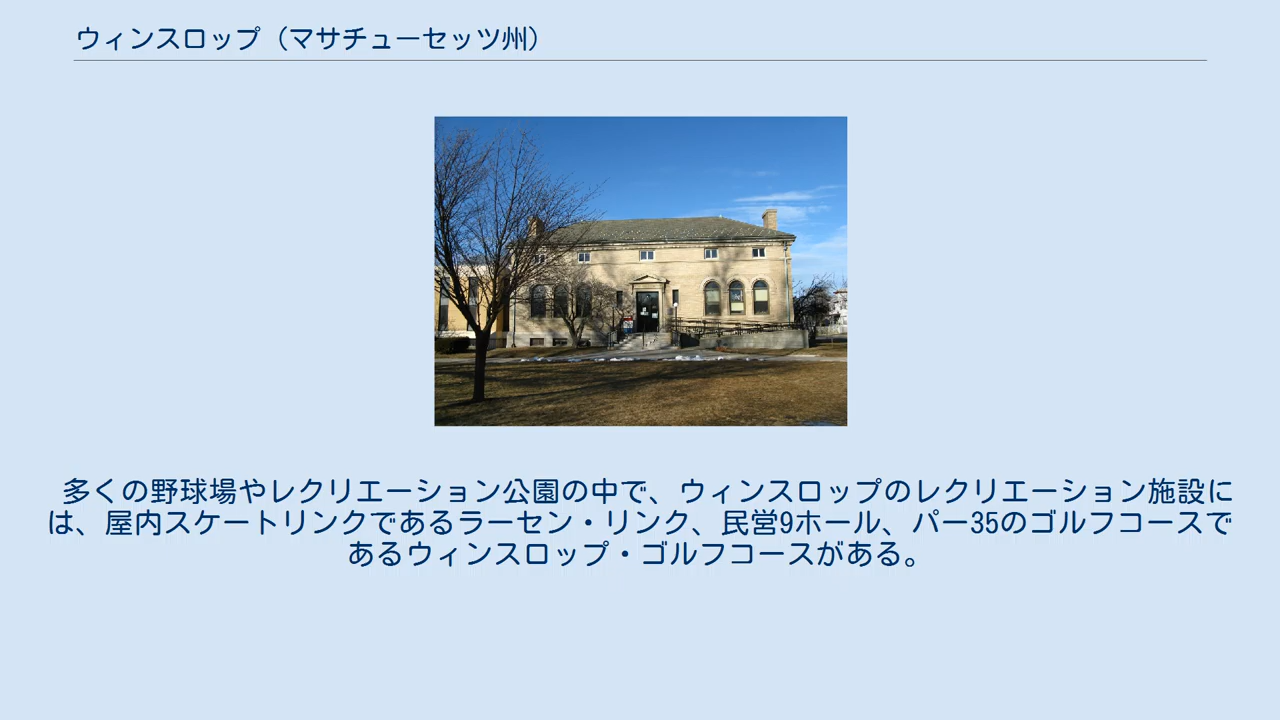 ウィンスロップ（マサチューセッツ州）
多くの野球場やレクリエーション公園の中で、ウィンスロップのレクリエーション施設に
は、屋内スケートリンクであるラーセン・リンク、民営9ホール、パー35のゴルフコースで
あるウィンスロップ・ゴルフコースがある。